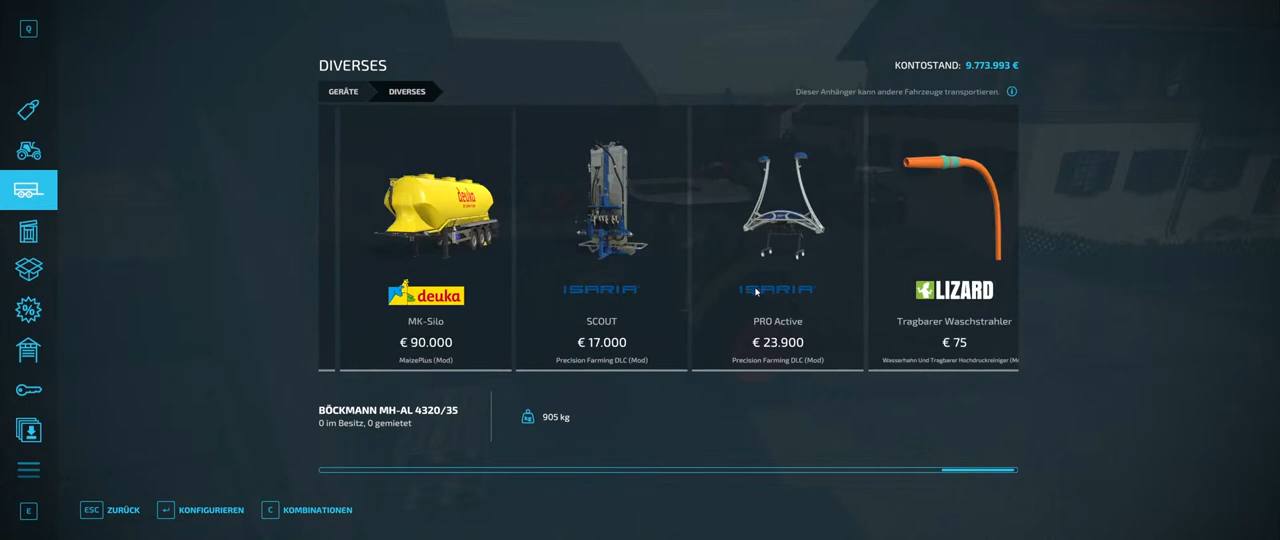 Q
DIVERSES
KONTOSTAND: 9.773.993 €
GERÄTE
DIVERSES
Dieser Anhänger kann andere Fahrzeuge transportieren.
deuka
deuka
MK-Silo
€ 90.000
MaizePlus (Mod)
ISARIA
SCOUT
€ 17.000
Precision Farming DLC (Mod)
ISARIA
PRO Active
€ 23.900
Precision Farming DLC (Mod)
LIZARD
Tragbarer Waschstrahler
€ 75
Wasserhahn Und Tragbarer Hochdruckreiniger (Mo
BÖCKMANN MH-AL 4320/35
0 im Besitz, 0 gemietet
kg
905 kg
E
ESC ZURÜCK
KONFIGURIEREN
C KOMBINATIONEN